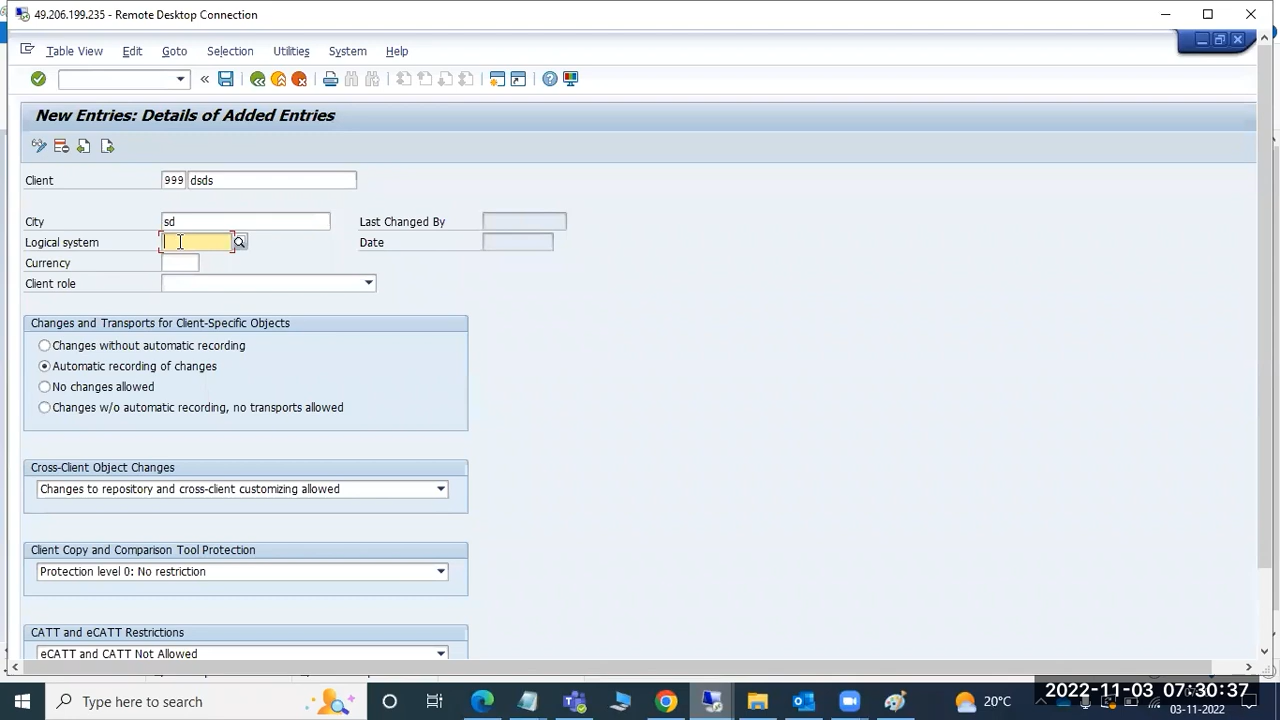 49.206.199.235 - Remote Desktop Connection
Table View Edit Goto Selection Utilities System Help
New Entries: Details of Added Entries
Client 999 dsds
City sd Last Changed By
Logical system Date
Currency
Client role
Changes and Transports for Client-Specific Objects
Changes without automatic recording
Automatic recording of changes
No changes allowed
Changes w/o automatic recording, no transports allowed
Cross-Client Object Changes
Changes to repository and cross-client customizing allowed
Client Copy and Comparison Tool Protection
Protection level 0: No restriction
CATT and eCATT Restrictions
eCATT and CATT Not Allowed
Type here to search
20°C
2022-11-03 07:30:37
03-11-2022